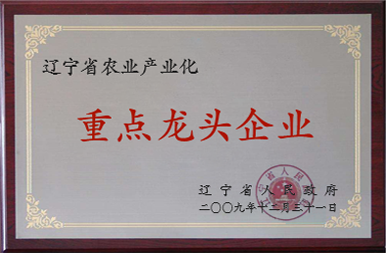 辽宁省农业产业化
重点龙头企业
辽宁省人民政府
二〇〇九年十二月三十一日